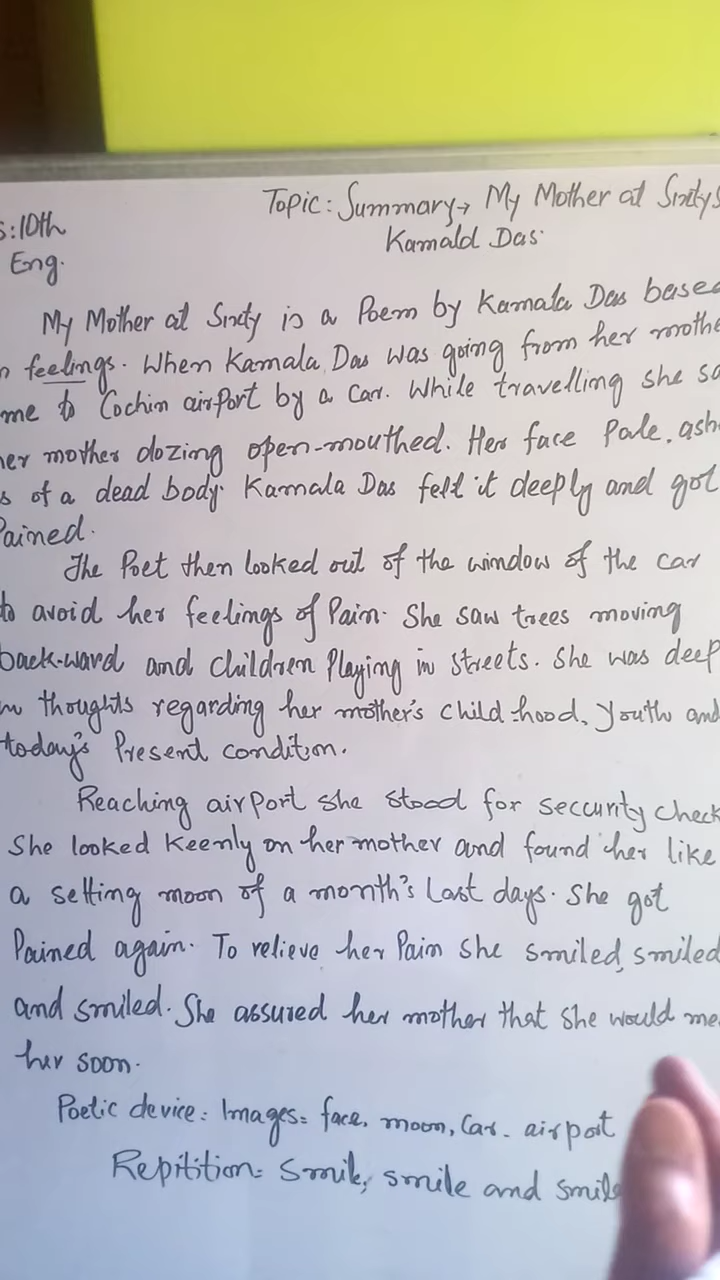 Topic: Summary→ My Mother at Sixty
s: 10th
Kamald Das.
Eng.
My Mother at Sixty is a Poem by Kamala Das based
feelings. When Kamala Das was going from her mothe
me to Cochin airport by a Car. While travelling she sa
her mother dozing open-mouthed. Her face Pale, ash
s of a dead body. Kamala Das felt it deeply and got
Pained.
The Poet then looked out of the window of the car
to avoid her feelings of Pain. She saw trees moving
back-ward and children Playing in streets. She was deep
in thoughts regarding her mother's child-hood, youth and
today's Present condition.
Reaching airport she stood for security check
She looked keenly on her mother and found her like
a setting moon of a month's last days. She got
Pained again. To relieve her Pain she smiled, smiled
and smiled. She assured her mother that she would me
her soon.
Poetic device: Images= face, moon, Car. airport
Repitition= Smile, smile and smile